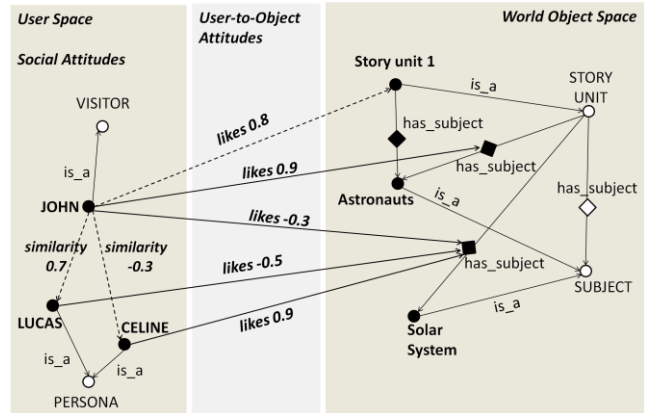 User Space
User-to-Object
Attitudes
World Object Space
Social Attitudes
Story unit 1
is_a
STORY
UNIT
VISITOR
likes 0.8
has_subject
has_subject
is_a
likes 0.9
JOHN
Astronauts
is_a
has_subject
likes -0.3
similarity
0.7
similarity
-0.3
likes -0.5
has_subject
SUBJECT
LUCAS
CELINE
likes 0.9
is_a
Solar
System
is_a
is_a
PERSONA